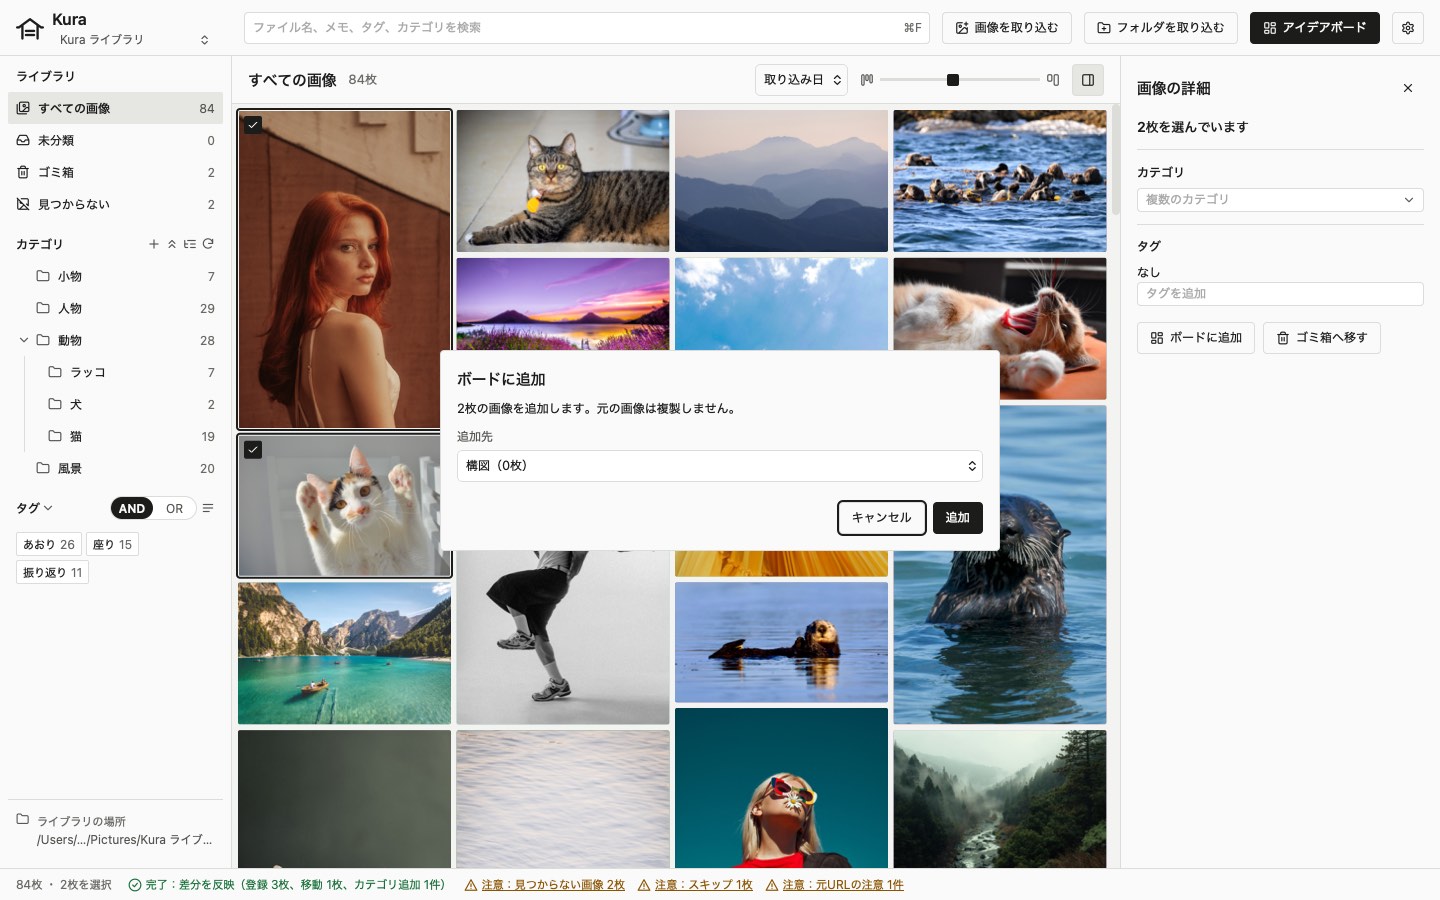 Kura
Kura ライブラリ
ファイル名、メモ、タグ、カテゴリを検索
⌘F
画像を取り込む
フォルダを取り込む
アイデアボード
ライブラリ
すべての画像 84
未分類 0
ゴミ箱 2
見つからない 2
カテゴリ
小物 7
人物 29
動物 28
ラッコ 7
犬 2
猫 19
風景 20
タグ
AND OR
あおり 26
座り 15
振り返り 11
ライブラリの場所
/Users/.../Pictures/Kura ライブ...
すべての画像 84枚
取り込み日
ボードに追加
2枚の画像を追加します。元の画像は複製しません。
追加先
構図（0枚）
キャンセル
追加
画像の詳細
2枚を選んでいます
カテゴリ
複数のカテゴリ
タグ
なし
タグを追加
ボードに追加
ゴミ箱へ移す
84枚 ・ 2枚を選択
完了：差分を反映（登録 3枚、移動 1枚、カテゴリ追加 1件）
注意：見つからない画像 2枚
注意：スキップ 1枚
注意：元URLの注意 1件